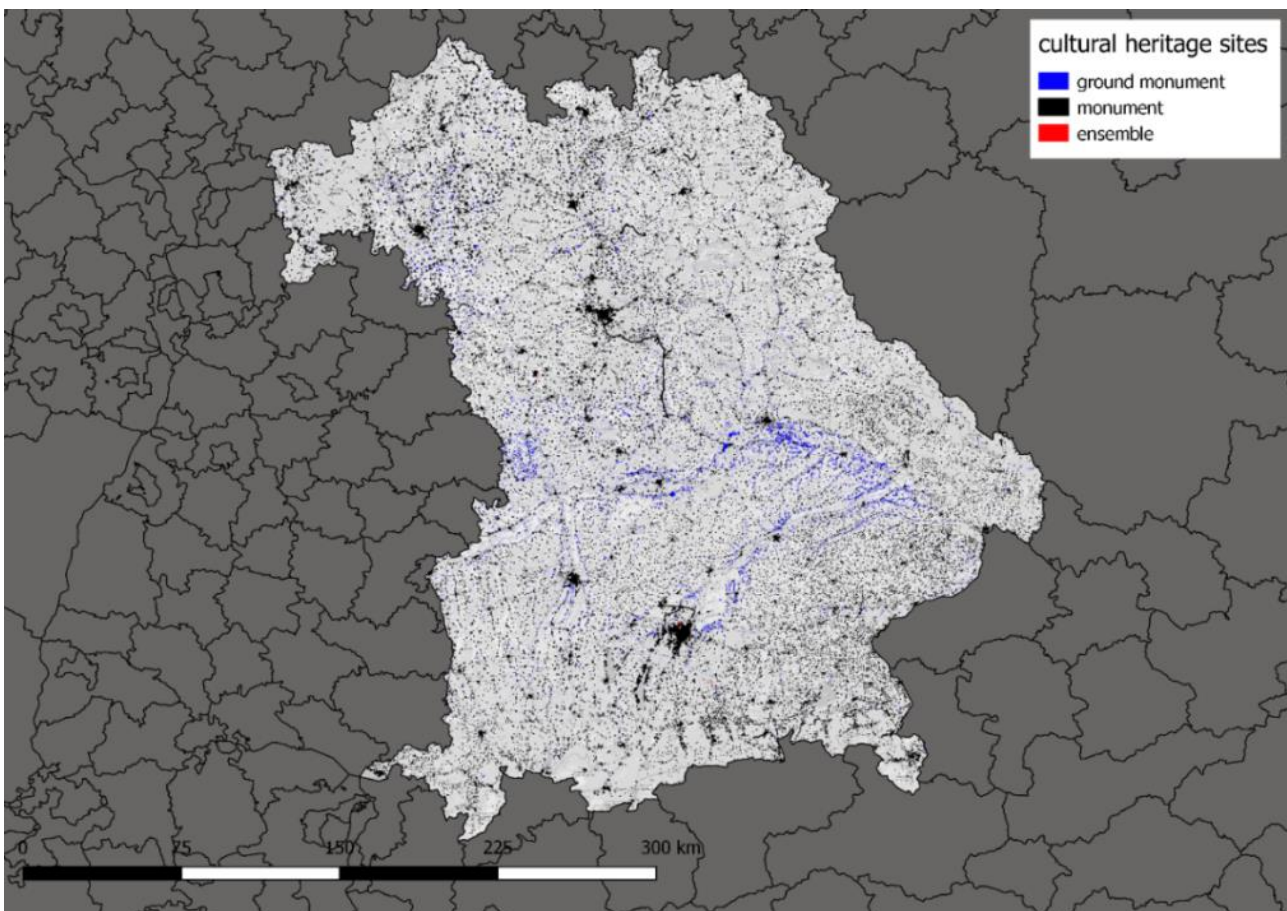 cultural heritage sites
ground monument
monument
ensemble
0 75 150 225 300 km